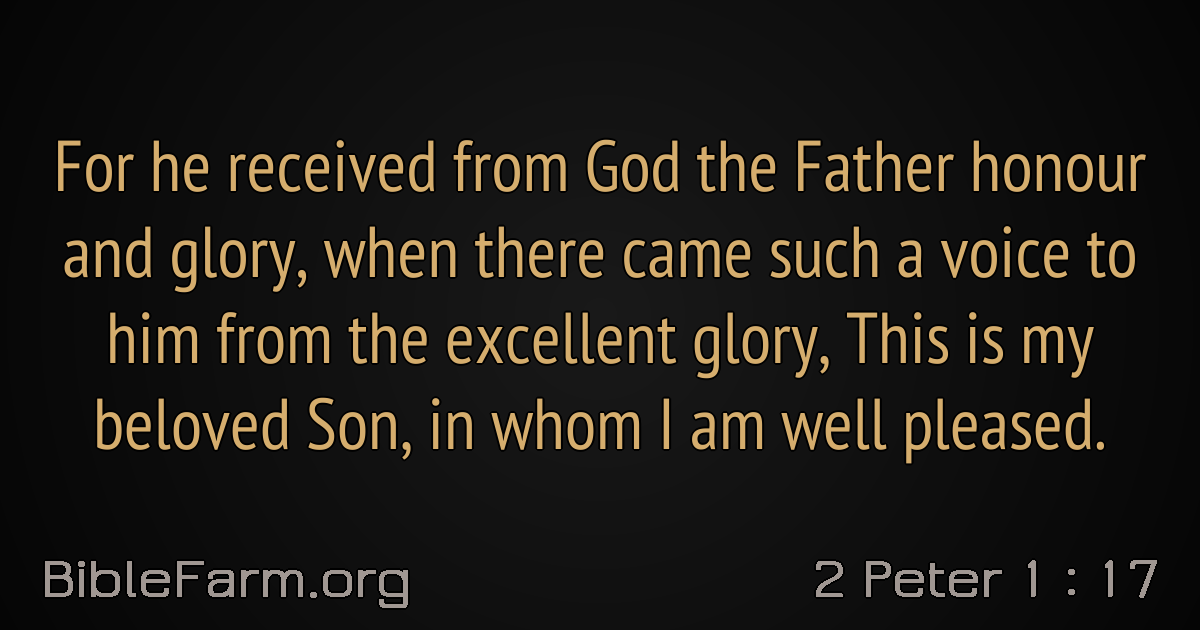 For he received from God the Father honour
and glory, when there came such a voice to
him from the excellent glory, This is my
beloved Son, in whom I am well pleased.
BibleFarm.org
2 Peter 1 : 17